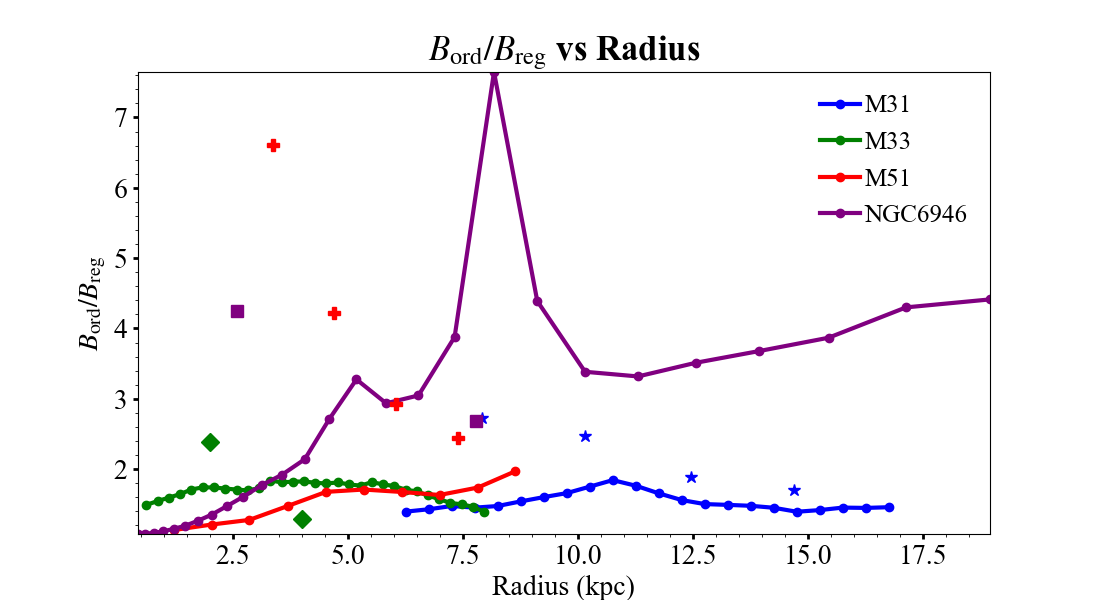 B_ord/B_reg vs Radius
M31
M33
M51
NGC6946
B_ord/B_reg
7
6
5
4
3
2
2.5 5.0 7.5 10.0 12.5 15.0 17.5
Radius (kpc)